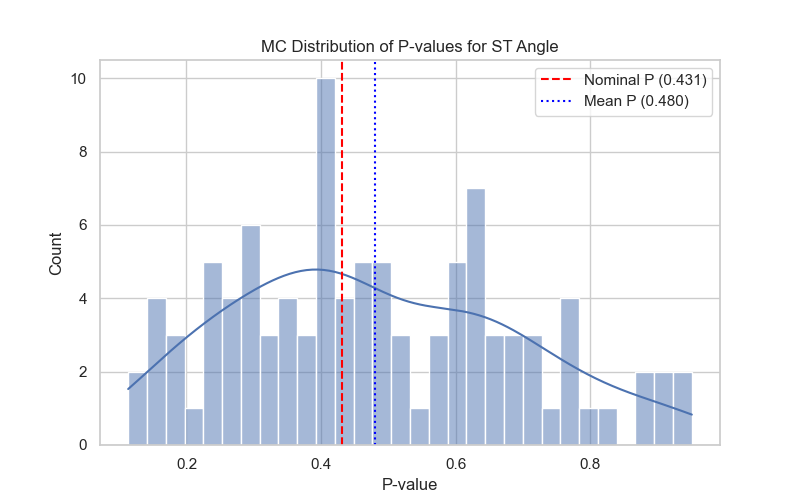 MC Distribution of P-values for ST Angle
Nominal P (0.431)
Mean P (0.480)
10
8
6
4
2
0
Count
0.2 0.4 0.6 0.8
P-value